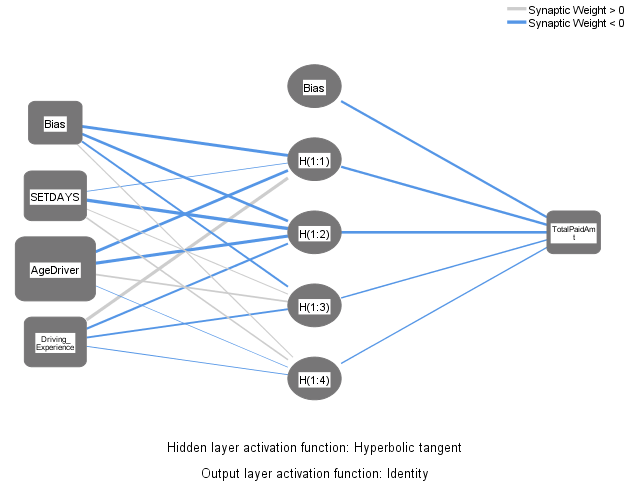 Synaptic Weight > 0
Synaptic Weight < 0
Bias
Bias
H(1:1)
SETDAYS
H(1:2)
TotalPaidAm
t
AgeDriver
H(1:3)
Driving_
Experience
H(1:4)
Hidden layer activation function: Hyperbolic tangent
Output layer activation function: Identity